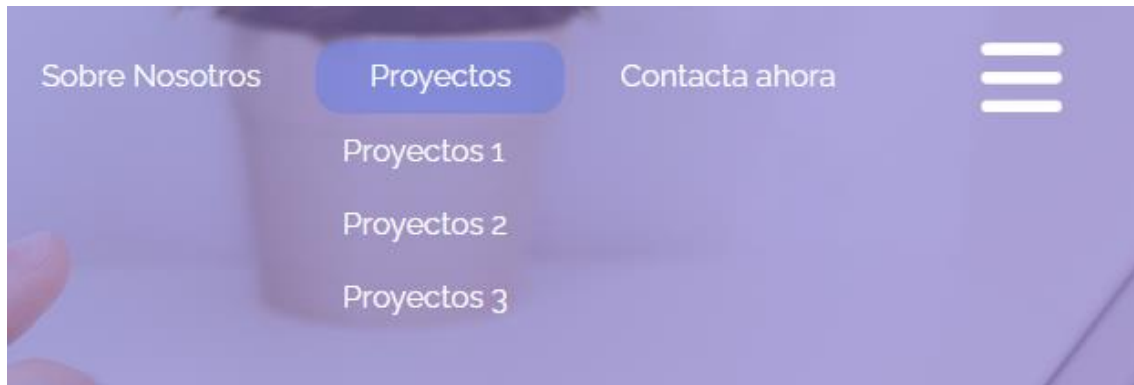 Sobre Nosotros Proyectos Contacta ahora
Proyectos 1
Proyectos 2
Proyectos 3